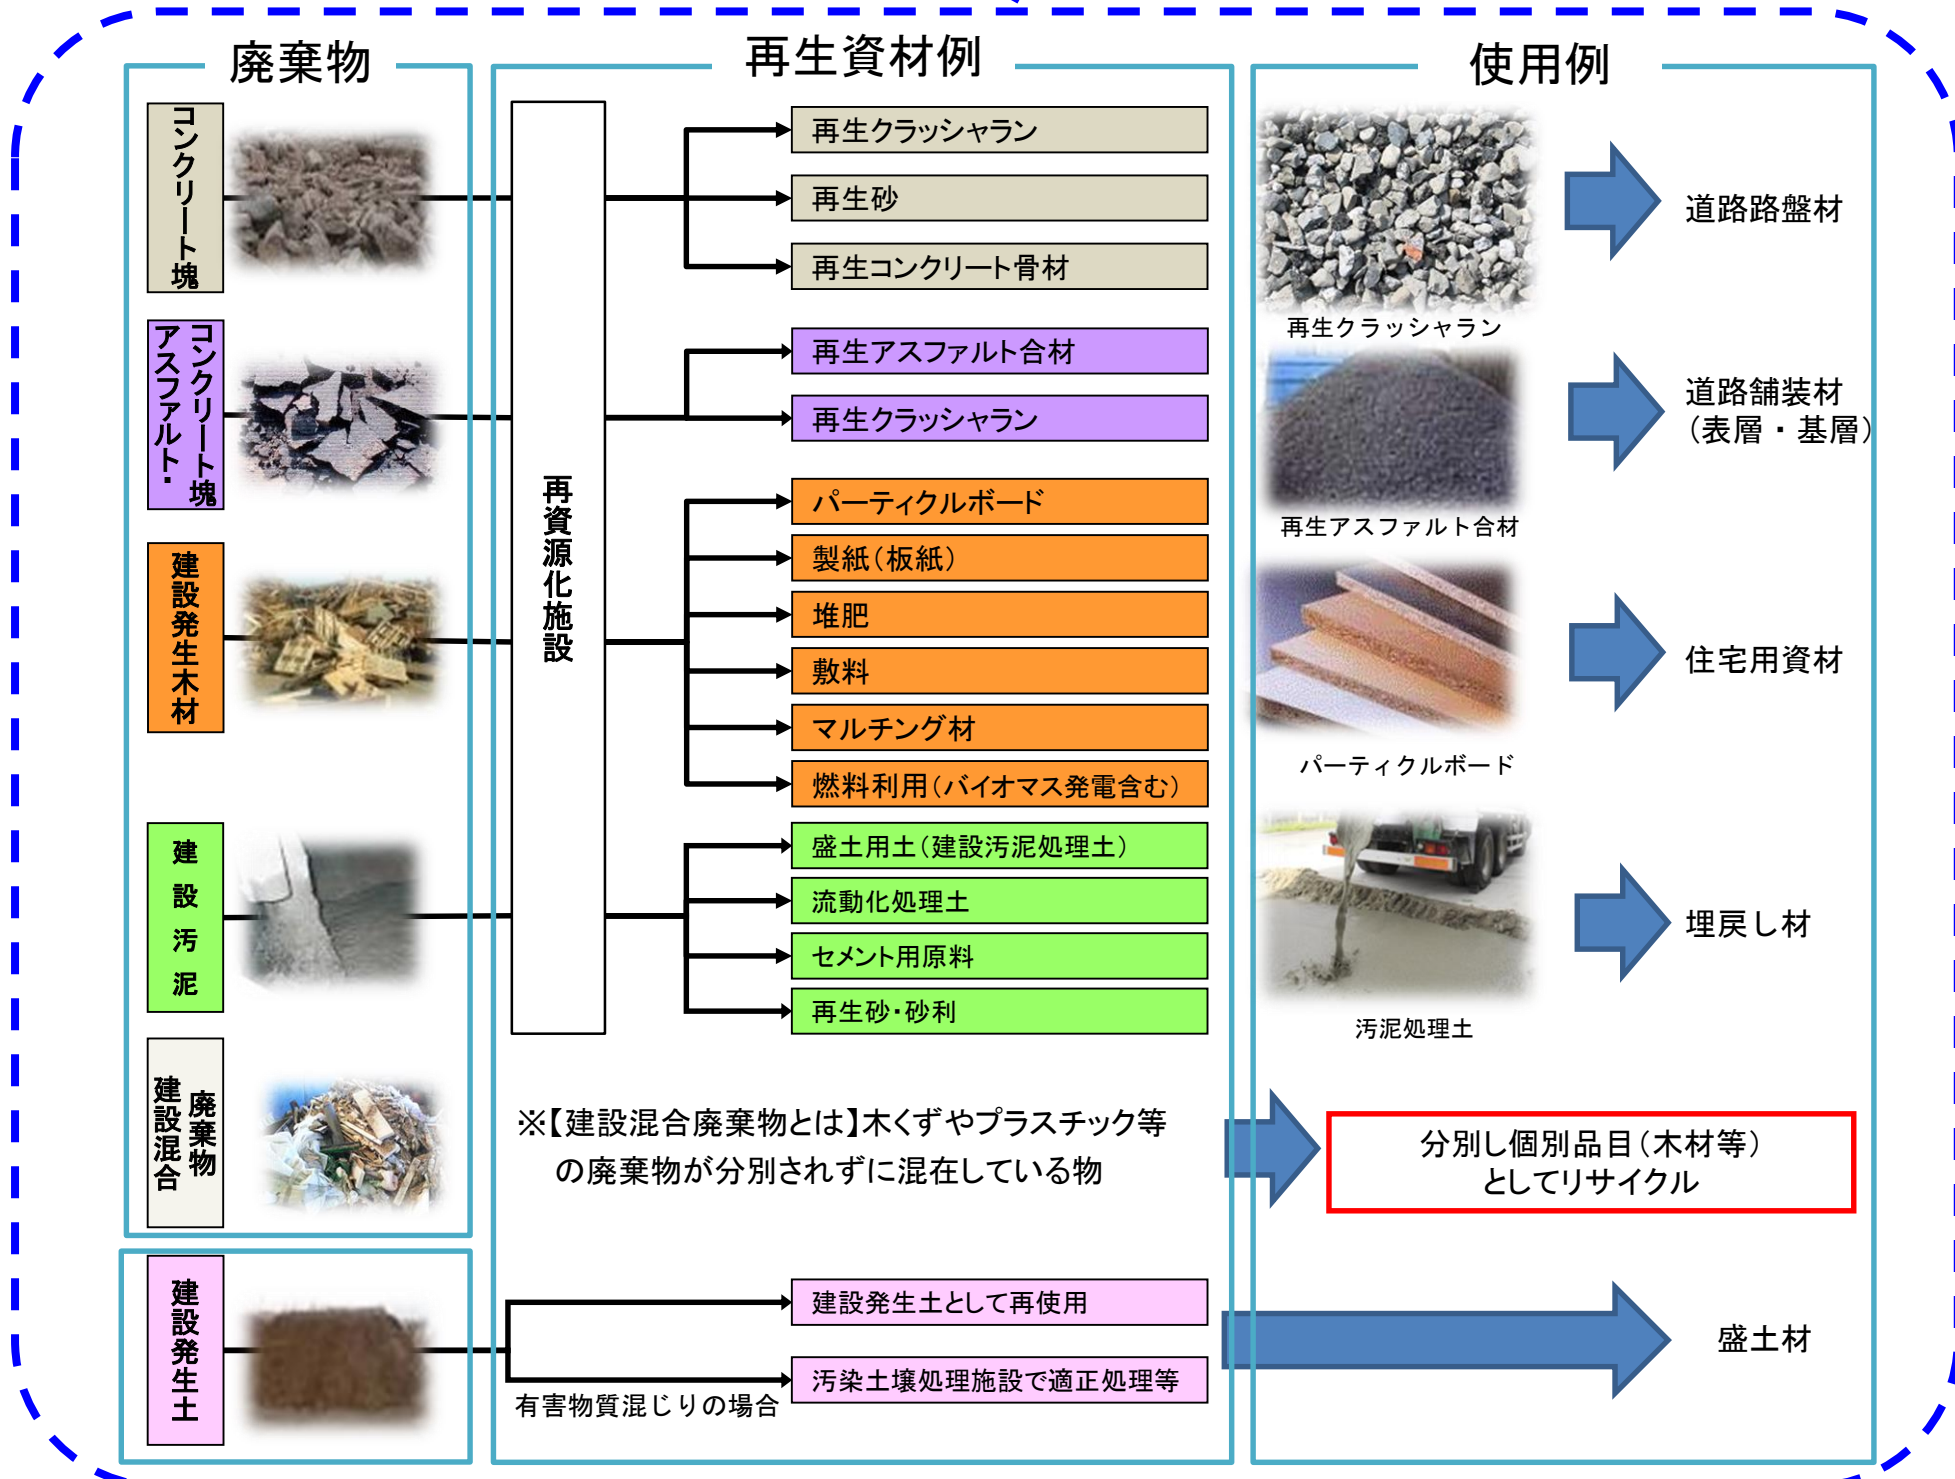 廃棄物
再生資材例
使用例
コンクリート塊
再生クラッシャラン
再生砂
再生コンクリート骨材
再生クラッシャラン
道路路盤材
アスファルト・
コンクリート塊
再生アスファルト合材
再生クラッシャラン
再生アスファルト合材
道路舗装材
（表層・基層）
再資源化施設
建設発生木材
パーティクルボード
製紙（板紙）
堆肥
敷料
マルチング材
燃料利用（バイオマス発電含む）
パーティクルボード
住宅用資材
建設汚泥
盛土用土（建設汚泥処理土）
流動化処理土
セメント用原料
再生砂・砂利
汚泥処理土
埋戻し材
建設混合
廃棄物
※【建設混合廃棄物とは】木くずやプラスチック等
の廃棄物が分別されずに混在している物
分別し個別品目（木材等）
としてリサイクル
建設発生土
建設発生土として再使用
汚染土壌処理施設で適正処理等
有害物質混じりの場合
盛土材